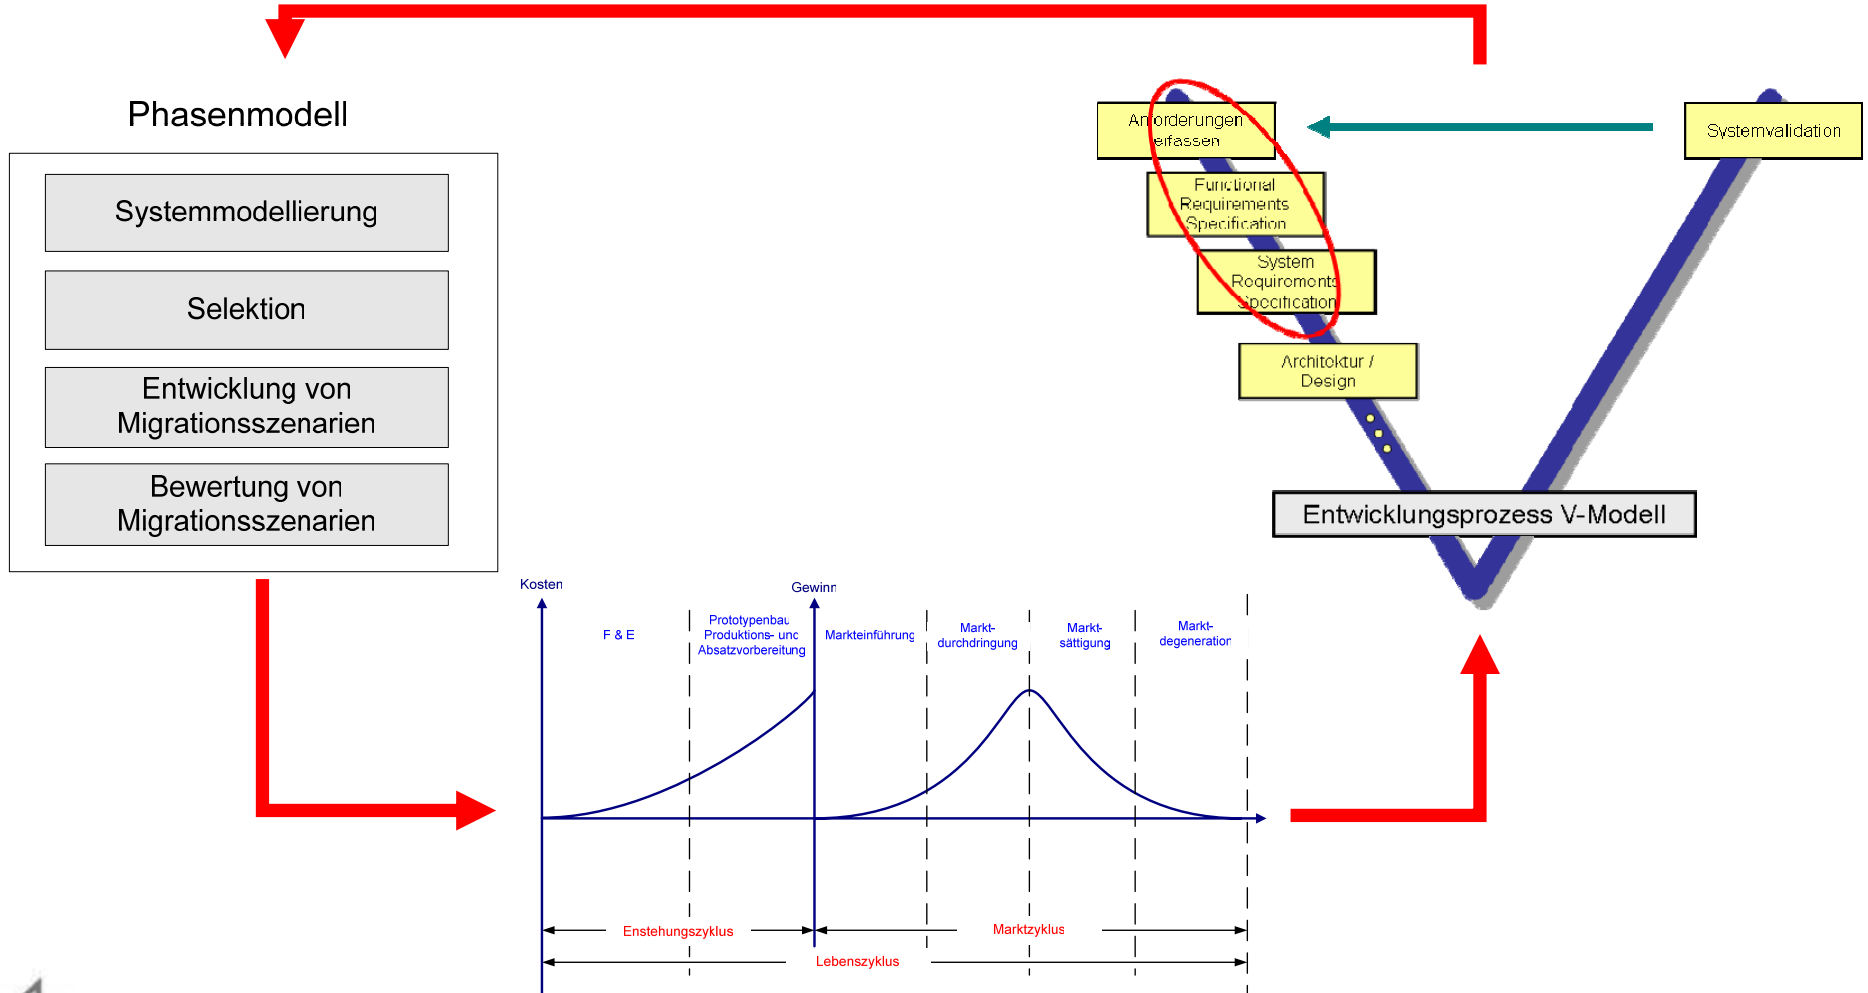 Phasenmodell
Systemmodellierung
Selektion
Entwicklung von
Migrationsszenarien
Bewertung von
Migrationsszenarien
Anforderungen
erfassen
Functional
Requirements
Specification
System
Requirements
Specification
Architektur /
Design
Systemvalidation
Entwicklungsprozess V-Modell
Kosten
Gewinn
F & E
Prototypenbau
Produktions- und
Absatzvorbereitung
Markteinführung
Markt-
durchdringung
Markt-
sättigung
Markt-
degeneration
Enstehungszyklus
Marktzyklus
Lebenszyklus